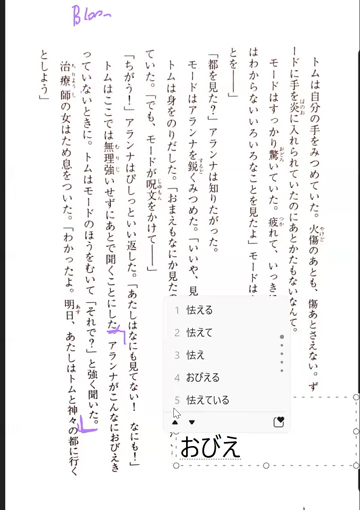 Bloom
トムは自分の手をみつめていた。火傷のあとも、傷あとさえない。ず
ードに手を炎に入れられていたのにあとかたもないなんて。
モードはすっかり驚いていた。疲れて、いっき
はわからないいろいろなことを見たよ」モードは
とを――」
「都を見た？」アランナは知りたがった。
モードはアランナを鋭くみつめた。「いいや、見
トムは身をのりだした。「おまえもなにか見たの
ていた。「でも、モードが呪文をかけて――」
「ちがう！」アランナはぴしっといい返した。「あたしはなにも見てない！　なにも！」
トムはここでは無理強いせずにあとで聞くことにした。アランナがこんなにおびえき
っていないときに。トムはモードのほうをむいて「それで？」と強く聞いた。
治療師の女はため息をついた。「わかったよ。明日、あたしはトムと神々の都に行く
としよう」
1 怯える
2 怯えて
3 怯え
4 おびえる
5 怯えている
おびえ